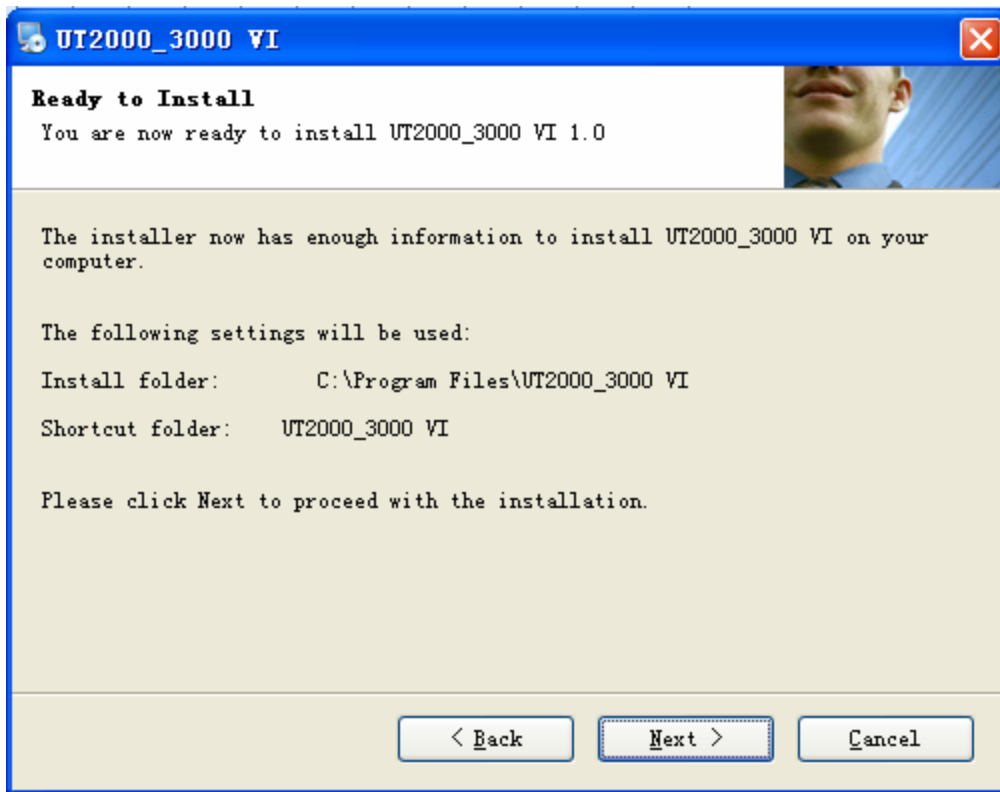 UT2000_3000 VI
Ready to Install
You are now ready to install UT2000_3000 VI 1.0
The installer now has enough information to install UT2000_3000 VI on your
computer.
The following settings will be used:
Install folder: C:\Program Files\UT2000_3000 VI
Shortcut folder: UT2000_3000 VI
Please click Next to proceed with the installation.
< Back
Next >
Cancel